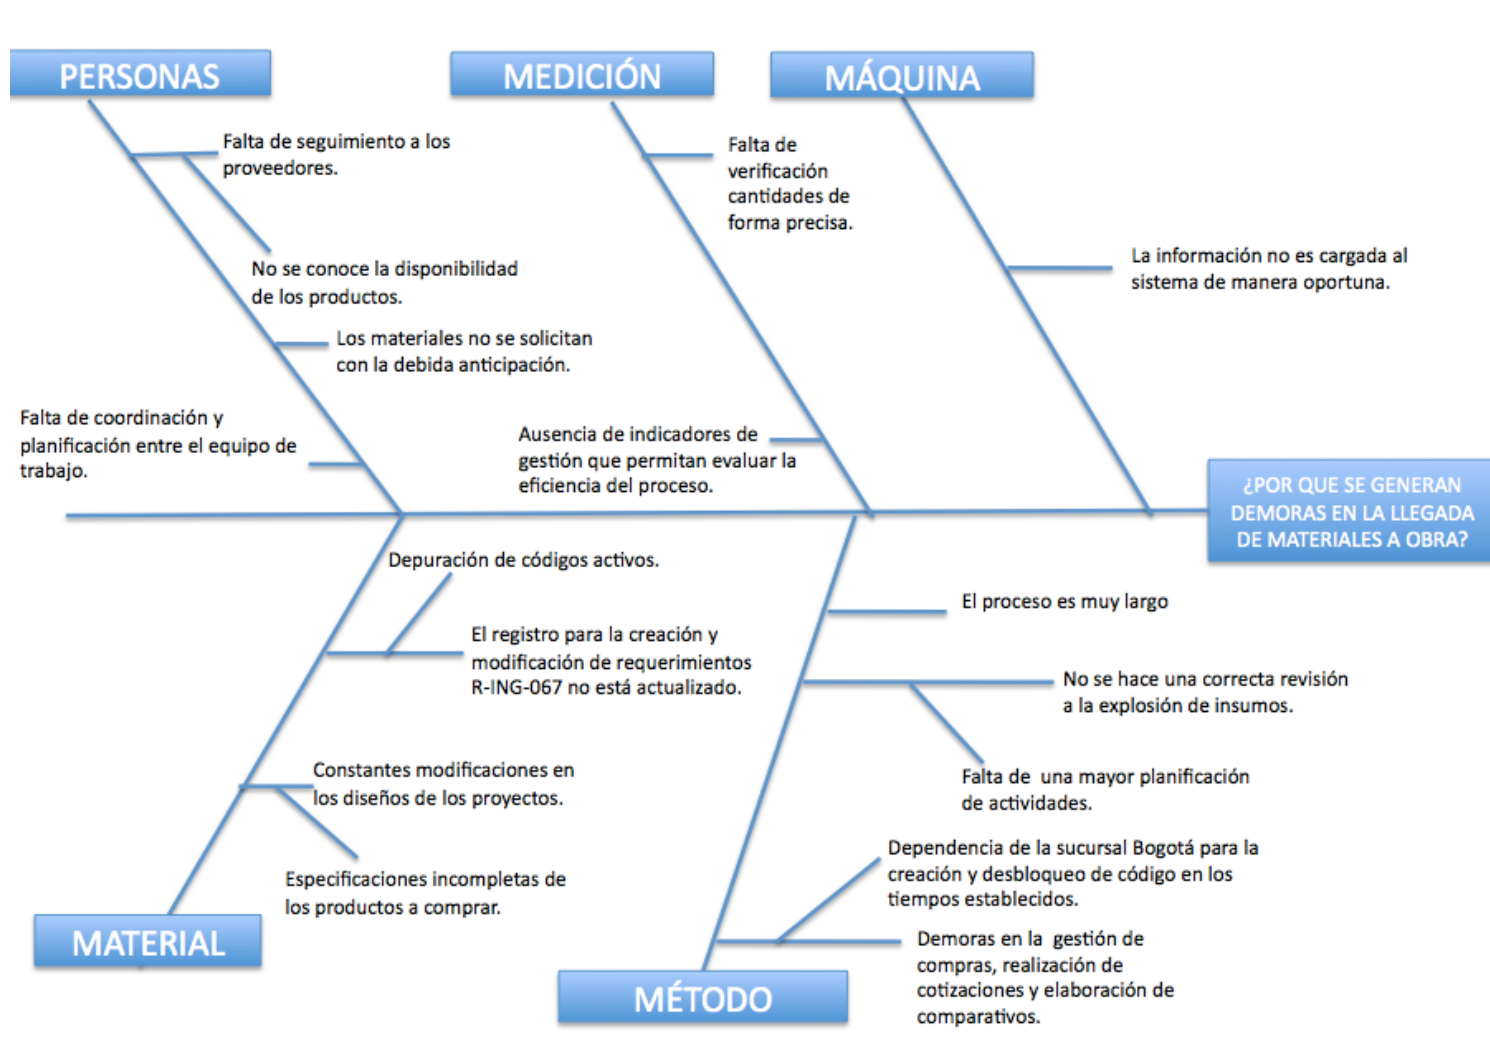 PERSONAS
MEDICIÓN
MÁQUINA
Falta de seguimiento a los
proveedores.
No se conoce la disponibilidad
de los productos.
Los materiales no se solicitan
con la debida anticipación.
Falta de coordinación y
planificación entre el equipo de
trabajo.
Falta de
verificación
cantidades de
forma precisa.
Ausencia de indicadores de
gestión que permitan evaluar la
eficiencia del proceso.
La información no es cargada al
sistema de manera oportuna.
¿POR QUE SE GENERAN
DEMORAS EN LA LLEGADA
DE MATERIALES A OBRA?
Depuración de códigos activos.
El registro para la creación y
modificación de requerimientos
R-ING-067 no está actualizado.
Constantes modificaciones en
los diseños de los proyectos.
Especificaciones incompletas de
los productos a comprar.
MATERIAL
El proceso es muy largo
No se hace una correcta revisión
a la explosión de insumos.
Falta de  una mayor planificación
de actividades.
Dependencia de la sucursal Bogotá para la
creación y desbloqueo de código en los
tiempos establecidos.
Demoras en la  gestión de
compras, realización de
cotizaciones y elaboración de
comparativos.
MÉTODO